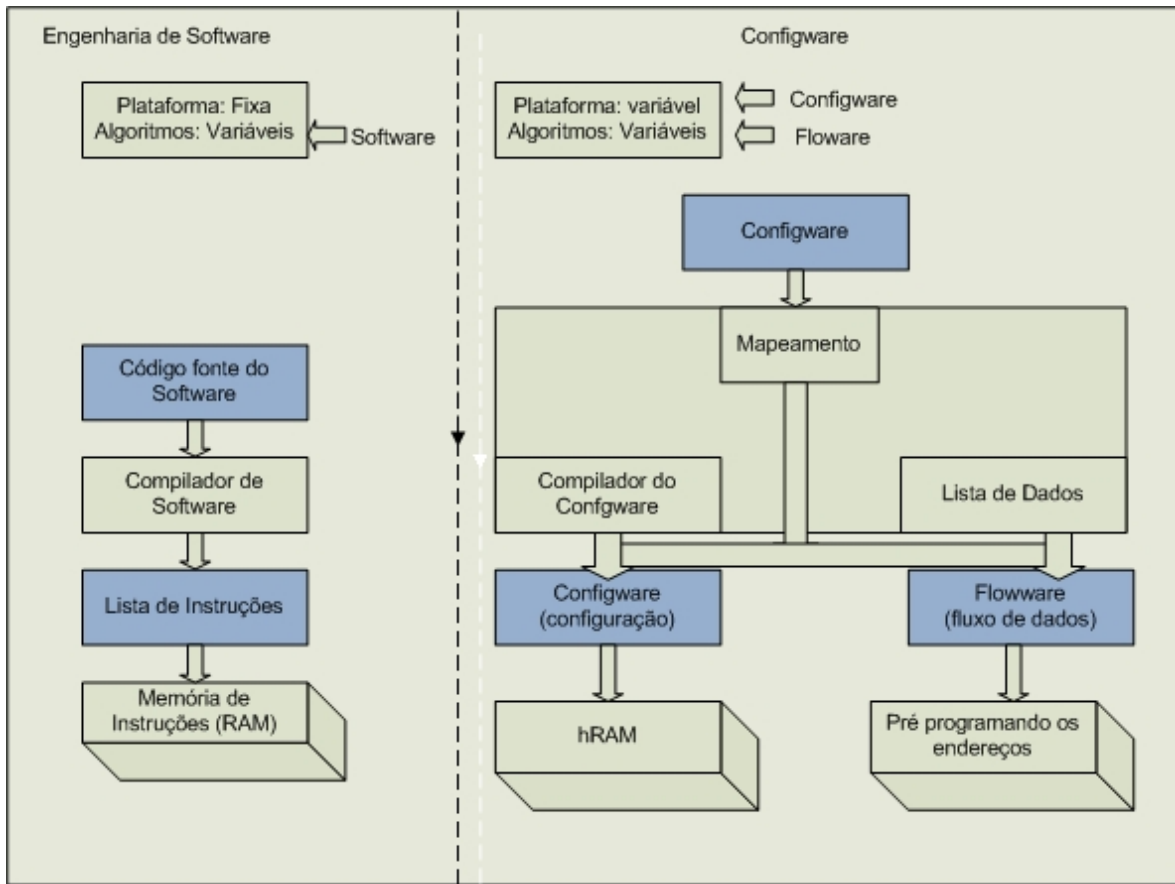 Engenharia de Software
Configware
Plataforma: Fixa
Algoritmos: Variáveis
Software
Plataforma: variável
Algoritmos: Variáveis
Configware
Floware
Configware
Mapeamento
Código fonte do
Software
Compilador de
Software
Compilador do
Confgware
Lista de Dados
Lista de Instruções
Configware
(configuração)
Flowware
(fluxo de dados)
Memória de
Instruções (RAM)
hRAM
Pré programando os
endereços